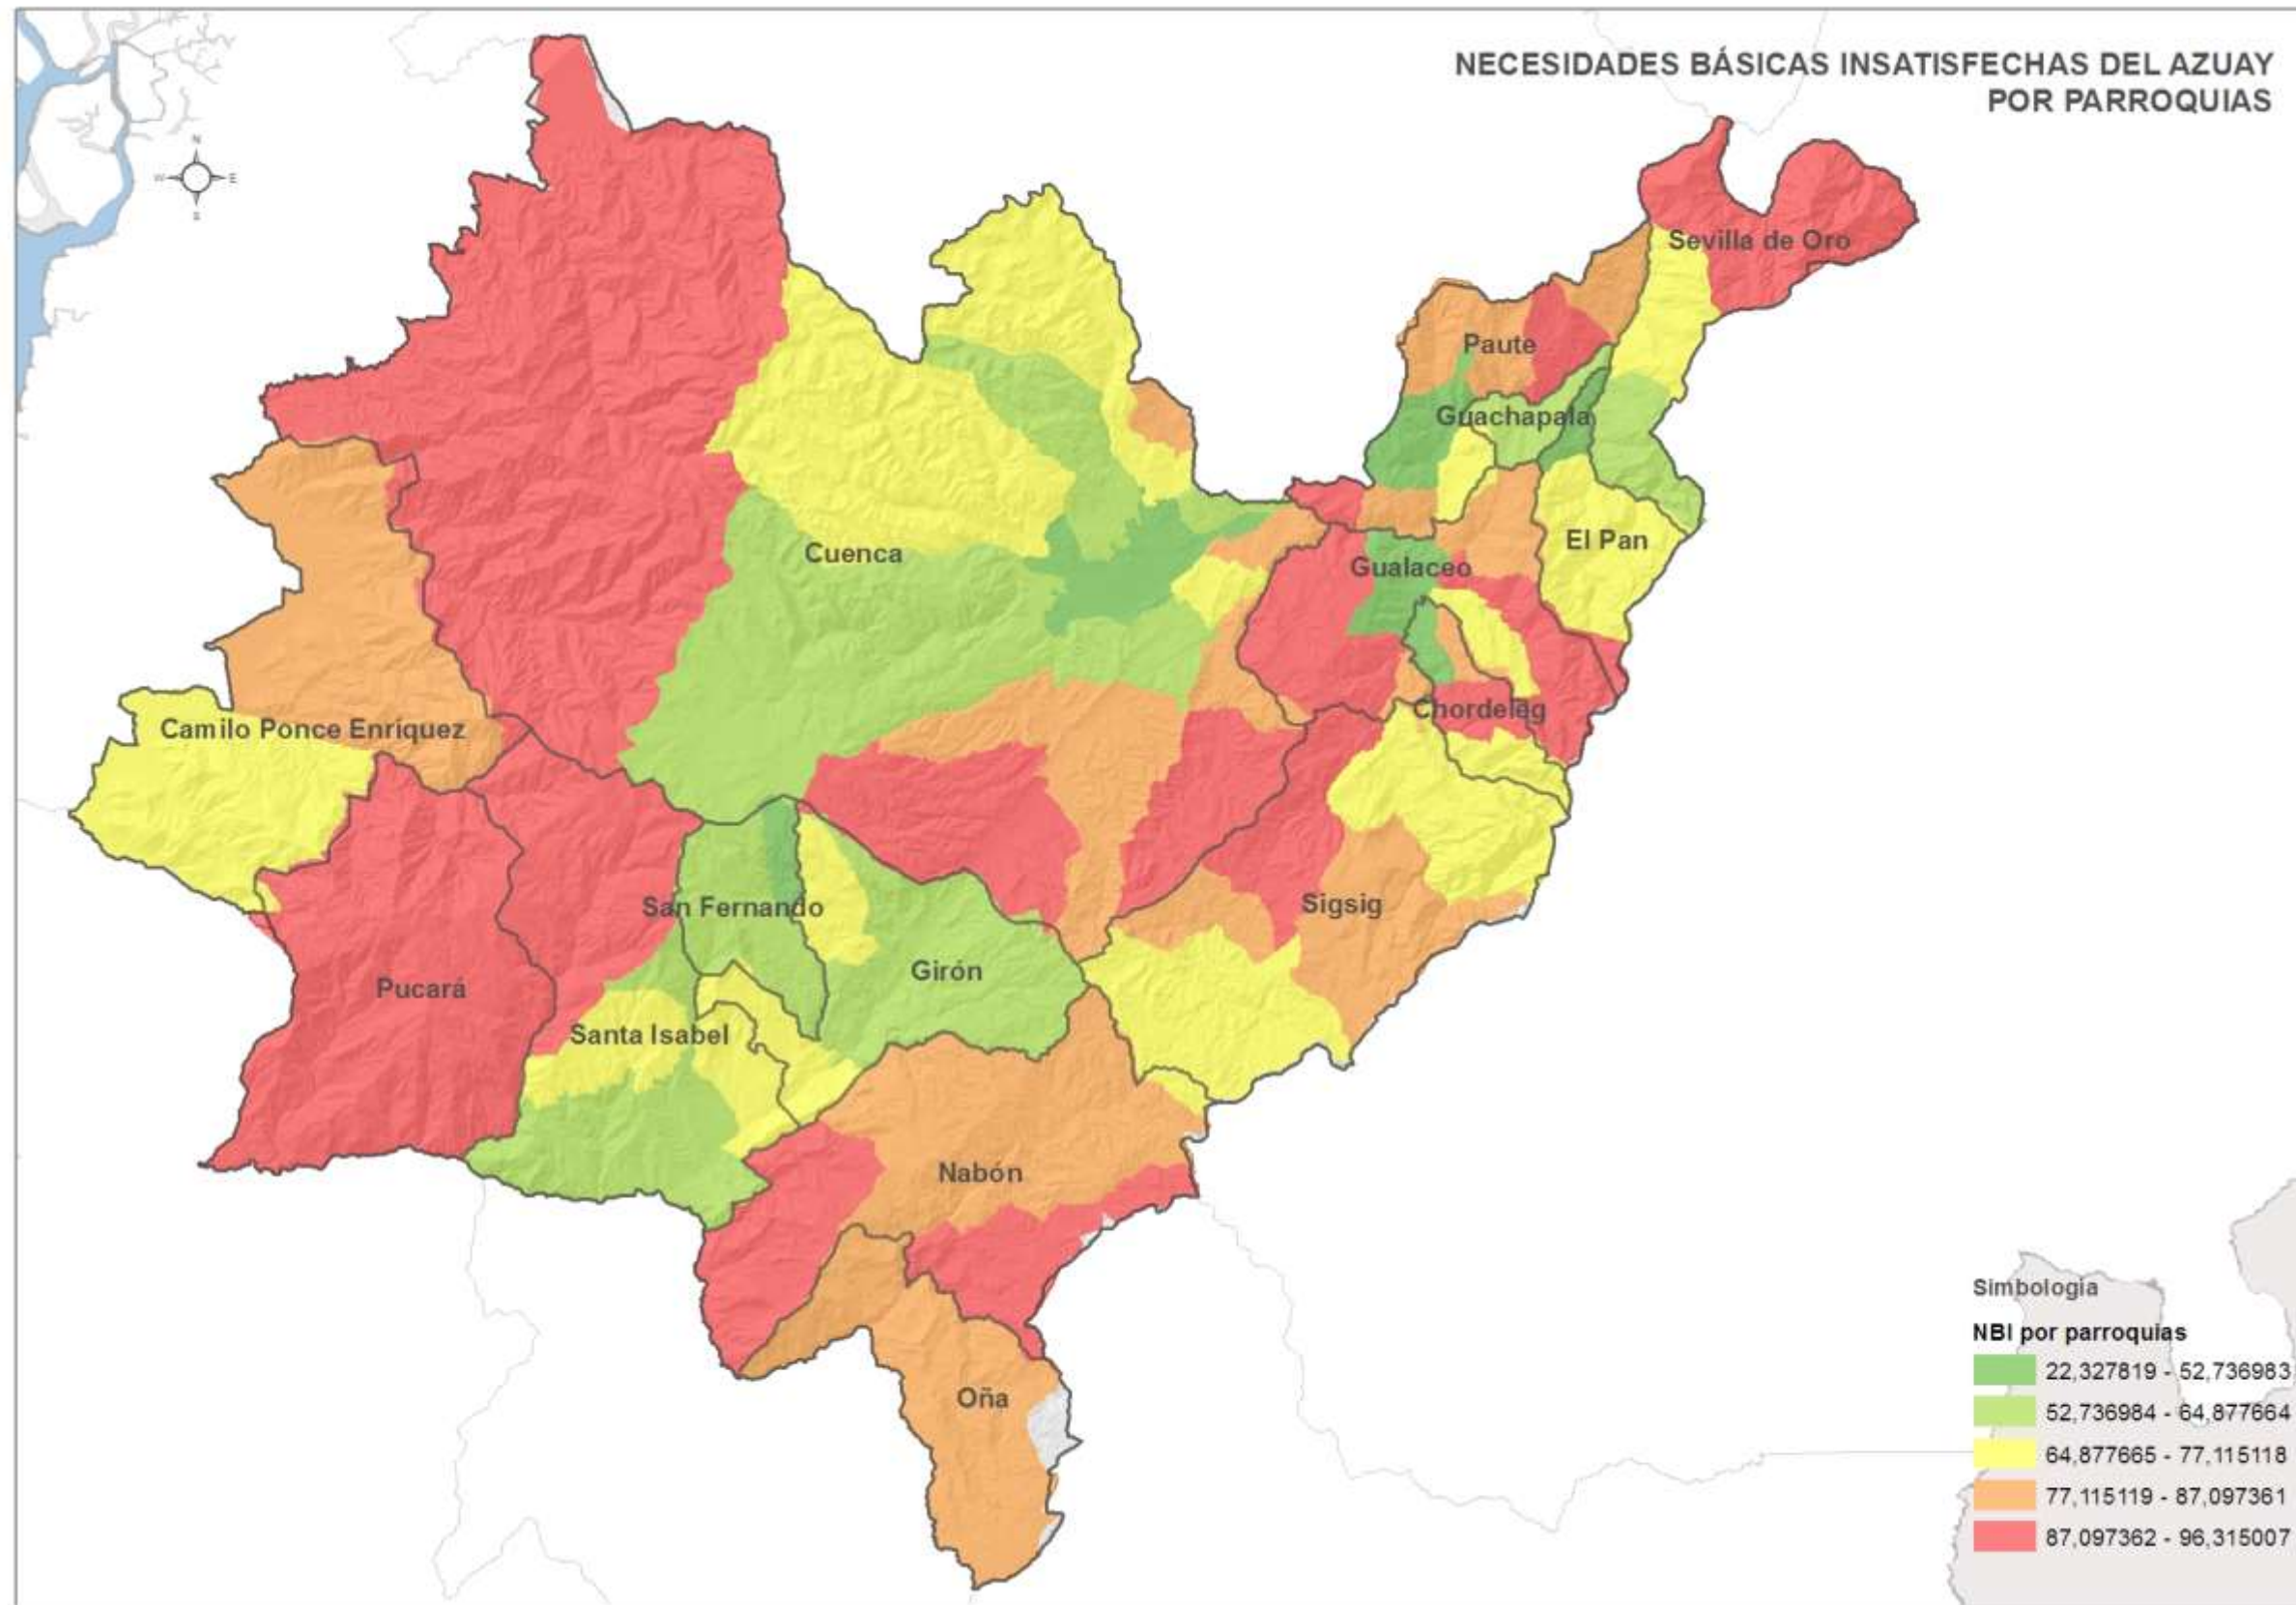 NECESIDADES BÁSICAS INSATISFECHAS DEL AZUAY
POR PARROQUIAS
N
W E
S
Sevilla de Oro
Paute
Guachapala
El Pan
Cuenca
Gualaceo
Chordeleg
Camilo Ponce Enríquez
San Fernando
Sigsig
Girón
Pucará
Santa Isabel
Nabón
Oña
Simbología
NBI por parroquias
22,327819 - 52,736983
52,736984 - 64,877664
64,877665 - 77,115118
77,115119 - 87,097361
87,097362 - 96,315007